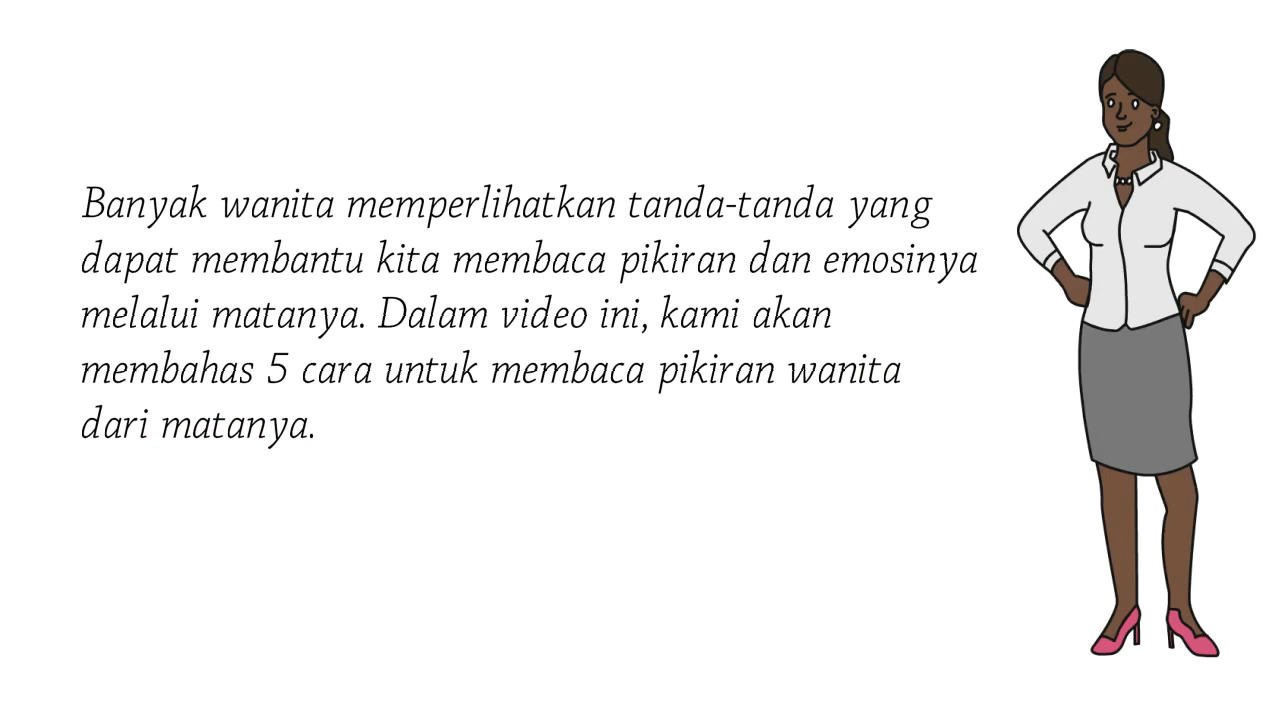 Banyak wanita memperlihatkan tanda-tanda yang
dapat membantu kita membaca pikiran dan emosinya
melalui matanya. Dalam video ini, kami akan
membahas 5 cara untuk membaca pikiran wanita
dari matanya.